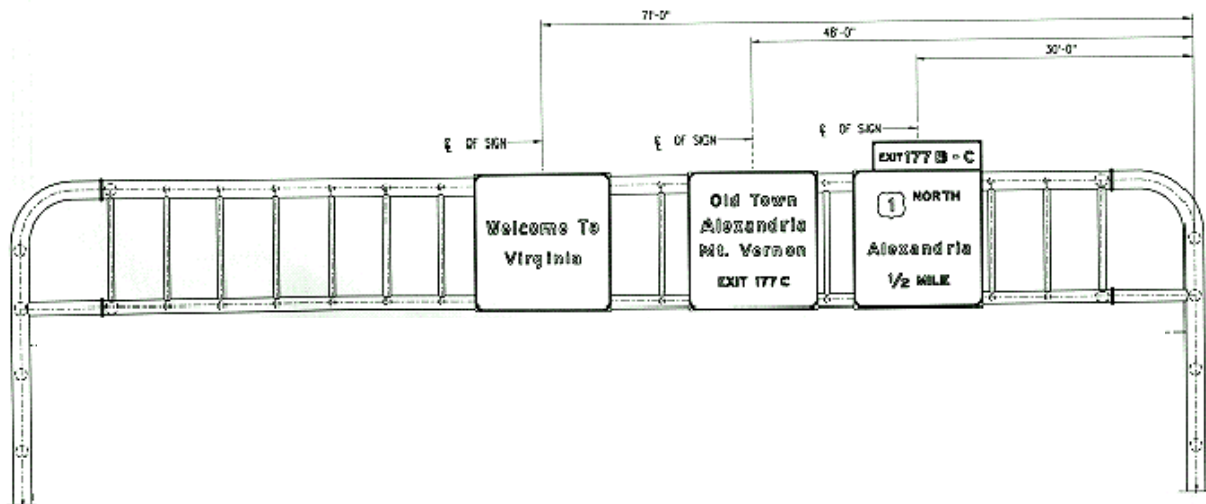 71'-0"
48'-0"
30'-0"
℄ OF SIGN
℄ OF SIGN
℄ OF SIGN
EXIT 177 B - C
Welcome To
Virginia
Old Town
Alexandria
Mt. Vernon
EXIT 177 C
1 NORTH
Alexandria
1/2 MILE